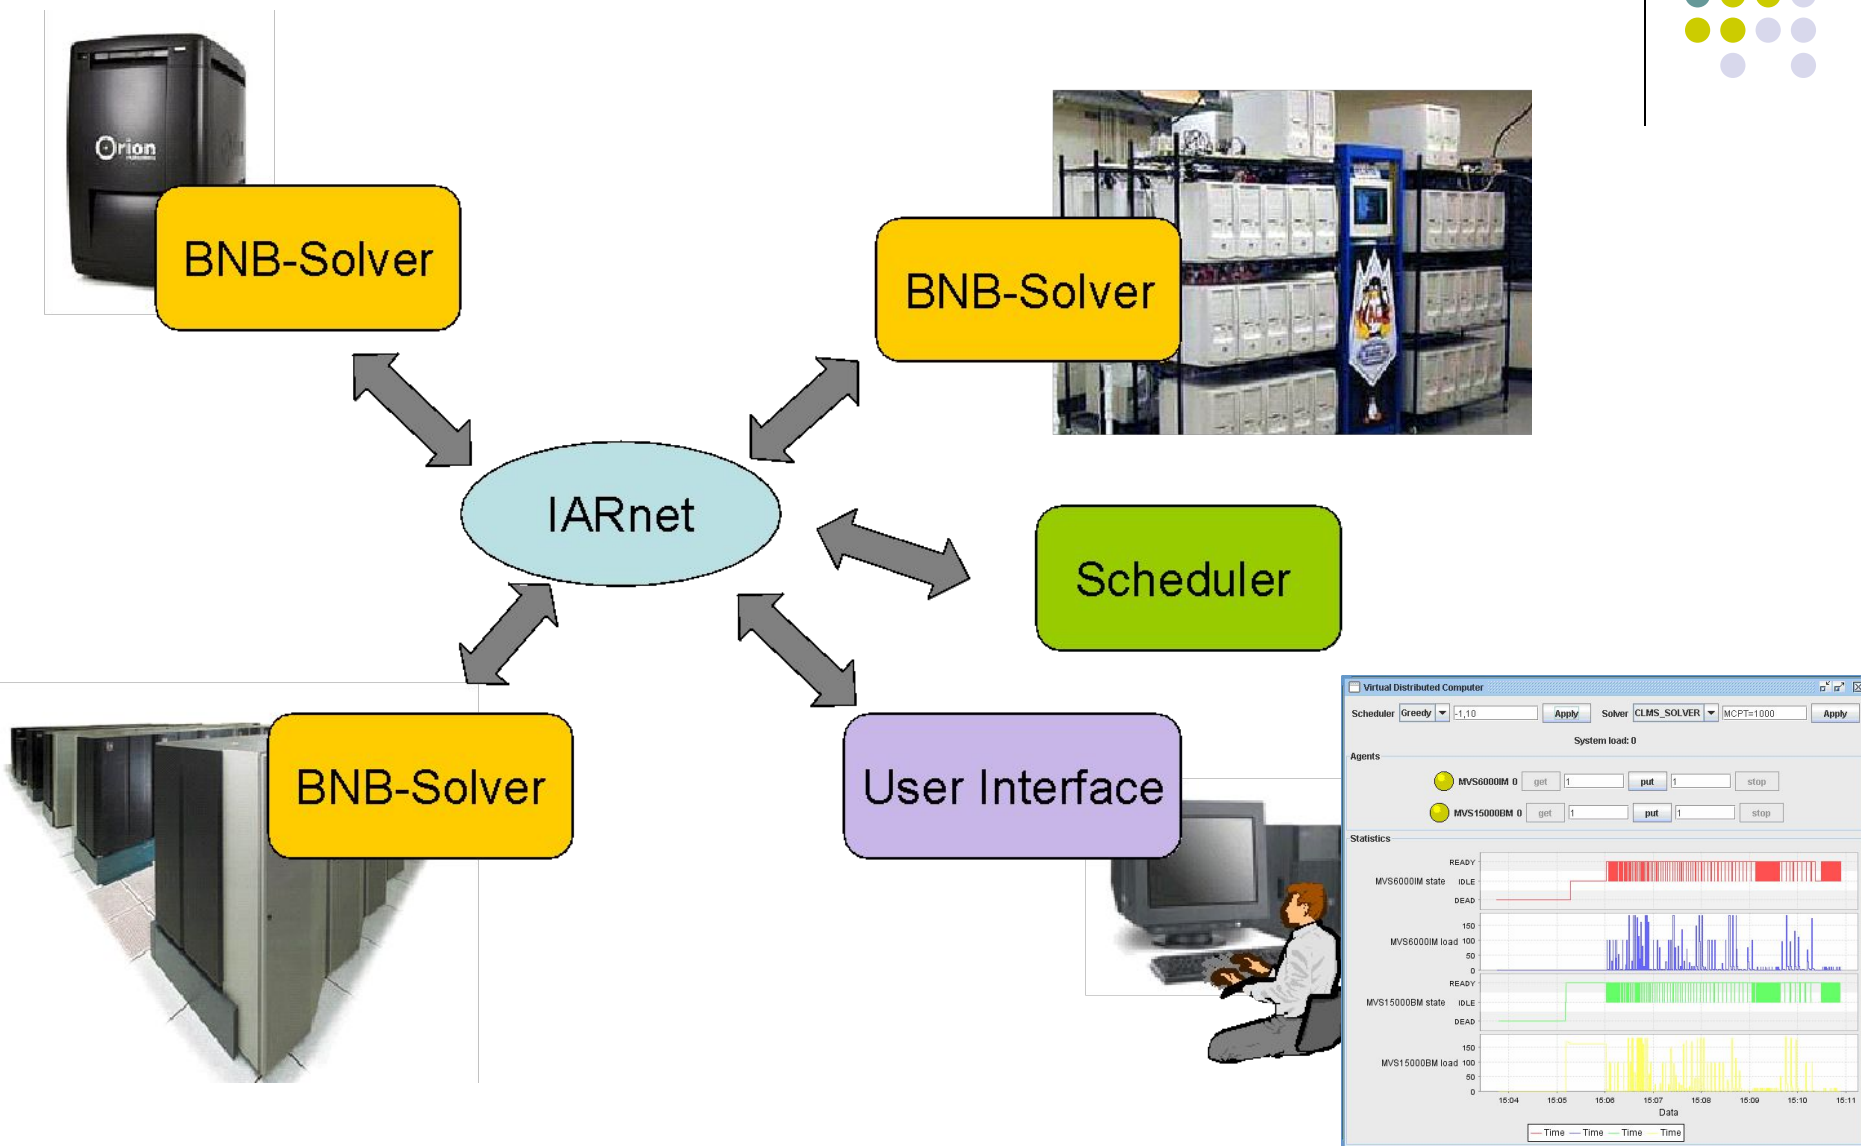 Orion
BNB-Solver
BNB-Solver
IARnet
Scheduler
BNB-Solver
User Interface
Virtual Distributed Computer
Scheduler Greedy -1,10 Apply Solver CLMS_SOLVER MCPT=1000 Apply
System load: 0
Agents
MVS6000IM 0 get 1 put 1 stop
MVS15000BM 0 get 1 put 1 stop
Statistics
READY
MVS6000IM state IDLE
DEAD
150
MVS6000IM load 100
50
0
READY
MVS15000BM state IDLE
DEAD
150
MVS15000BM load 100
50
0
15:04 15:05 15:06 15:07 15:08 15:09 15:10 15:11
Data
Time Time Time Time